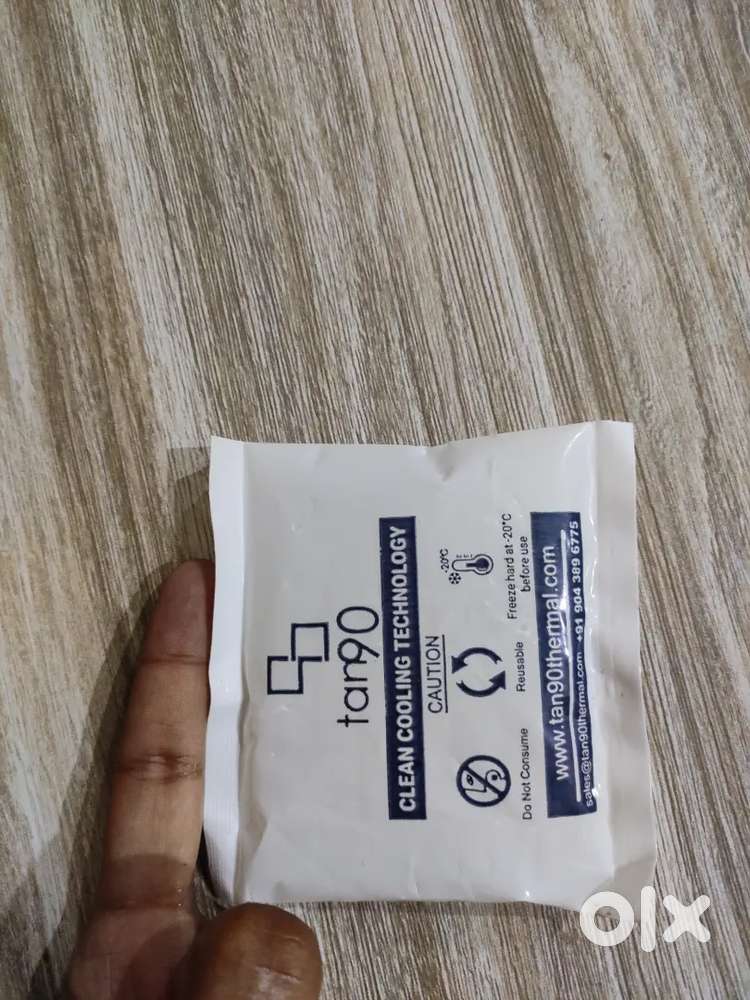 tan90
CLEAN COOLING TECHNOLOGY
CAUTION
-20°C
Do Not Consume
Reusable
Freeze hard at -20°C
before use
www.tan90thermal.com
sales@tan90thermal.com +91 904 389 6775
olx